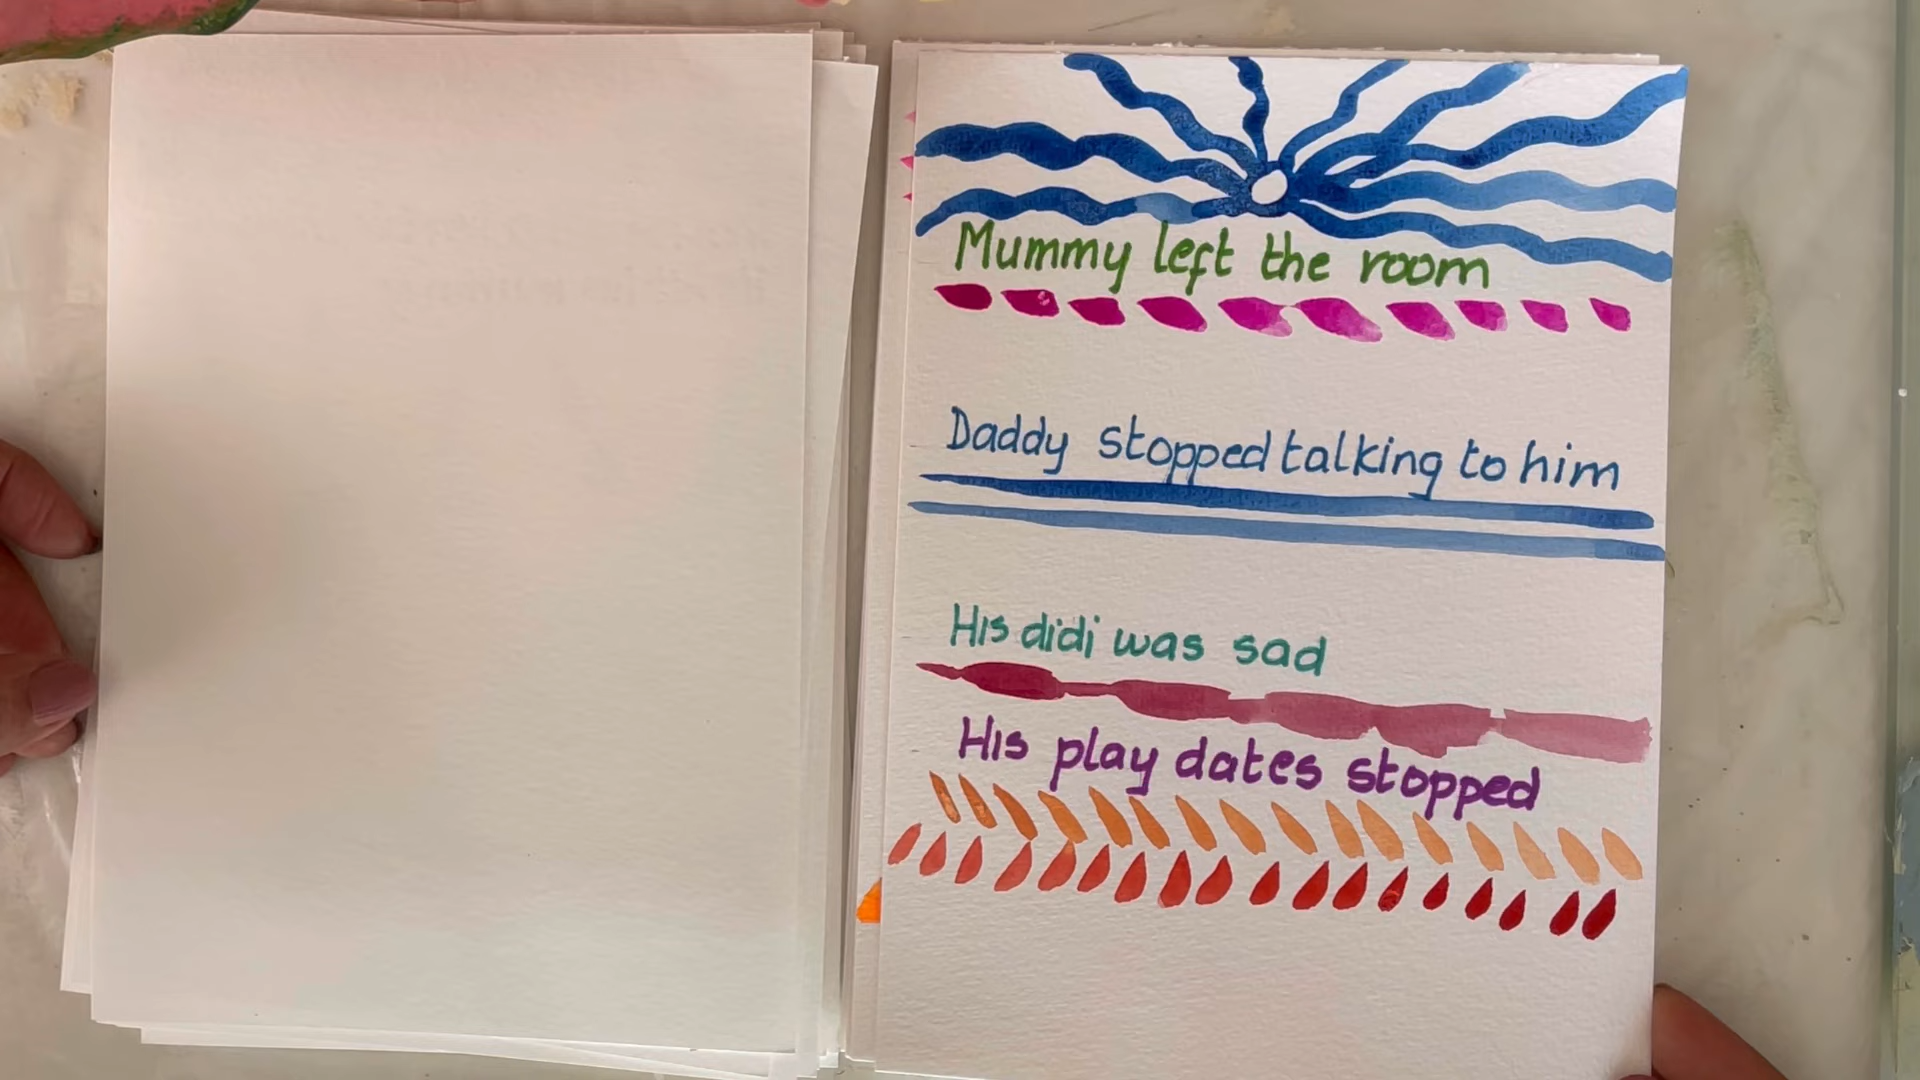 Mummy left the room
Daddy stopped talking to him
His didi was sad
His play dates stopped